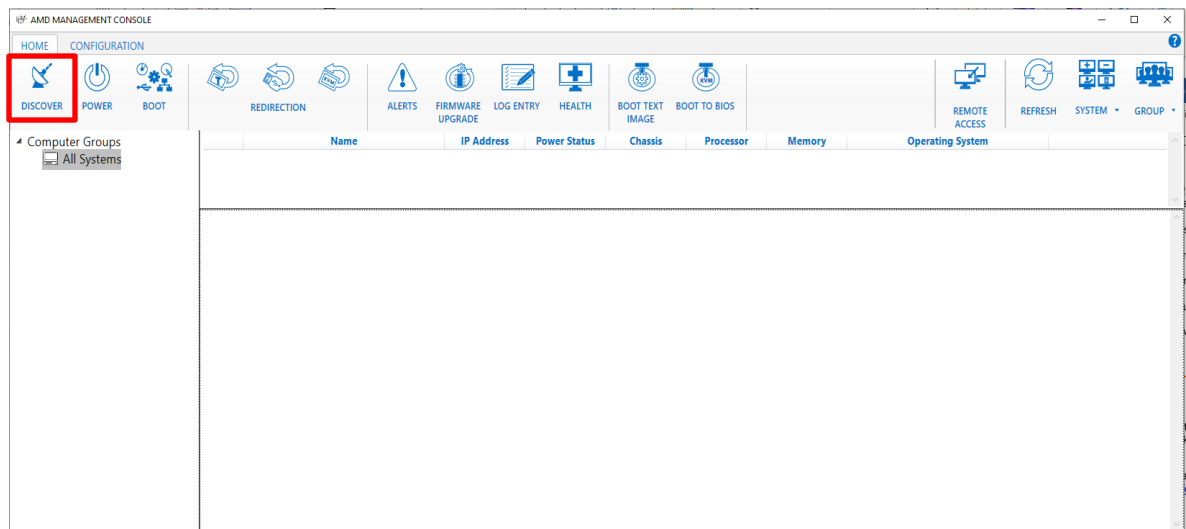 AMD MANAGEMENT CONSOLE
HOME CONFIGURATION
?
T KVM KVM
DISCOVER POWER BOOT REDIRECTION ALERTS FIRMWARE UPGRADE LOG ENTRY HEALTH BOOT TEXT IMAGE BOOT TO BIOS REMOTE ACCESS REFRESH SYSTEM GROUP
Computer Groups
All Systems
Name IP Address Power Status Chassis Processor Memory Operating System